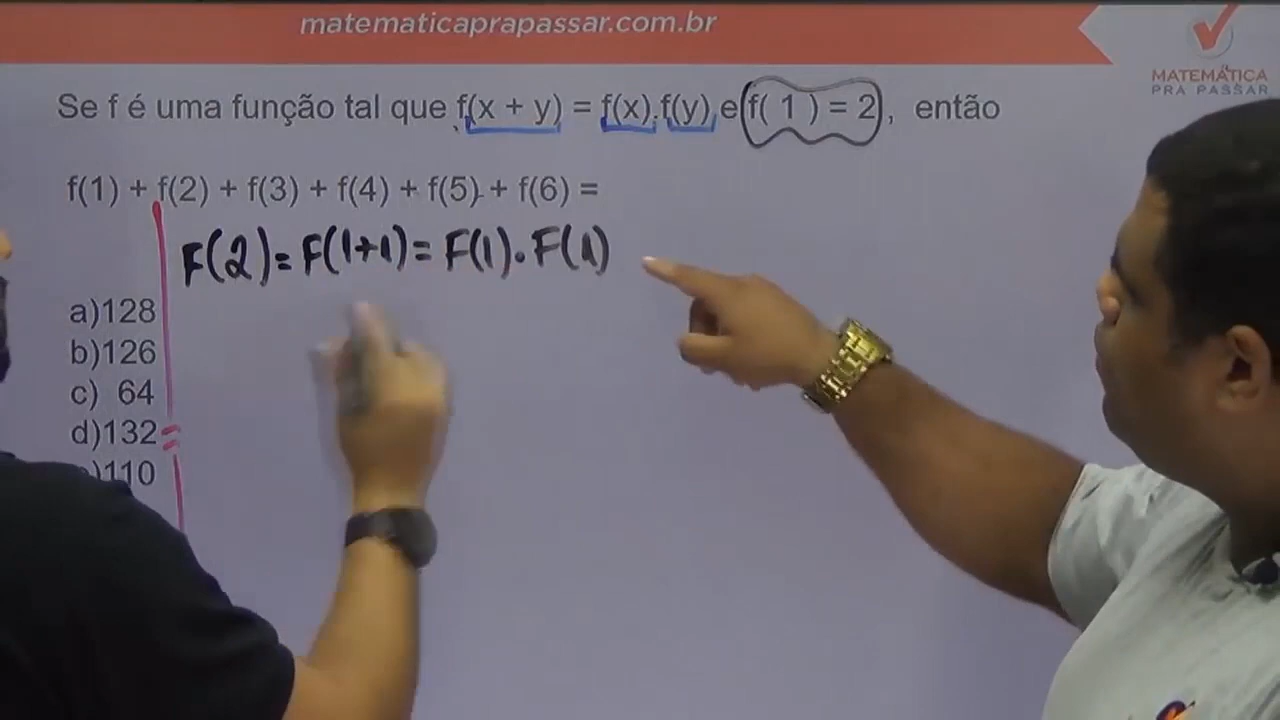 matematicaprapassar.com.br
MATEMÁTICA
PRA PASSAR
Se f é uma função tal que f(x + y) = f(x).f(y) e f( 1 ) = 2 , então
f(1) + f(2) + f(3) + f(4) + f(5) + f(6) =
F(2)= F(1+1)= F(1).F(1)
a)128
b)126
c) 64
d)132
)110